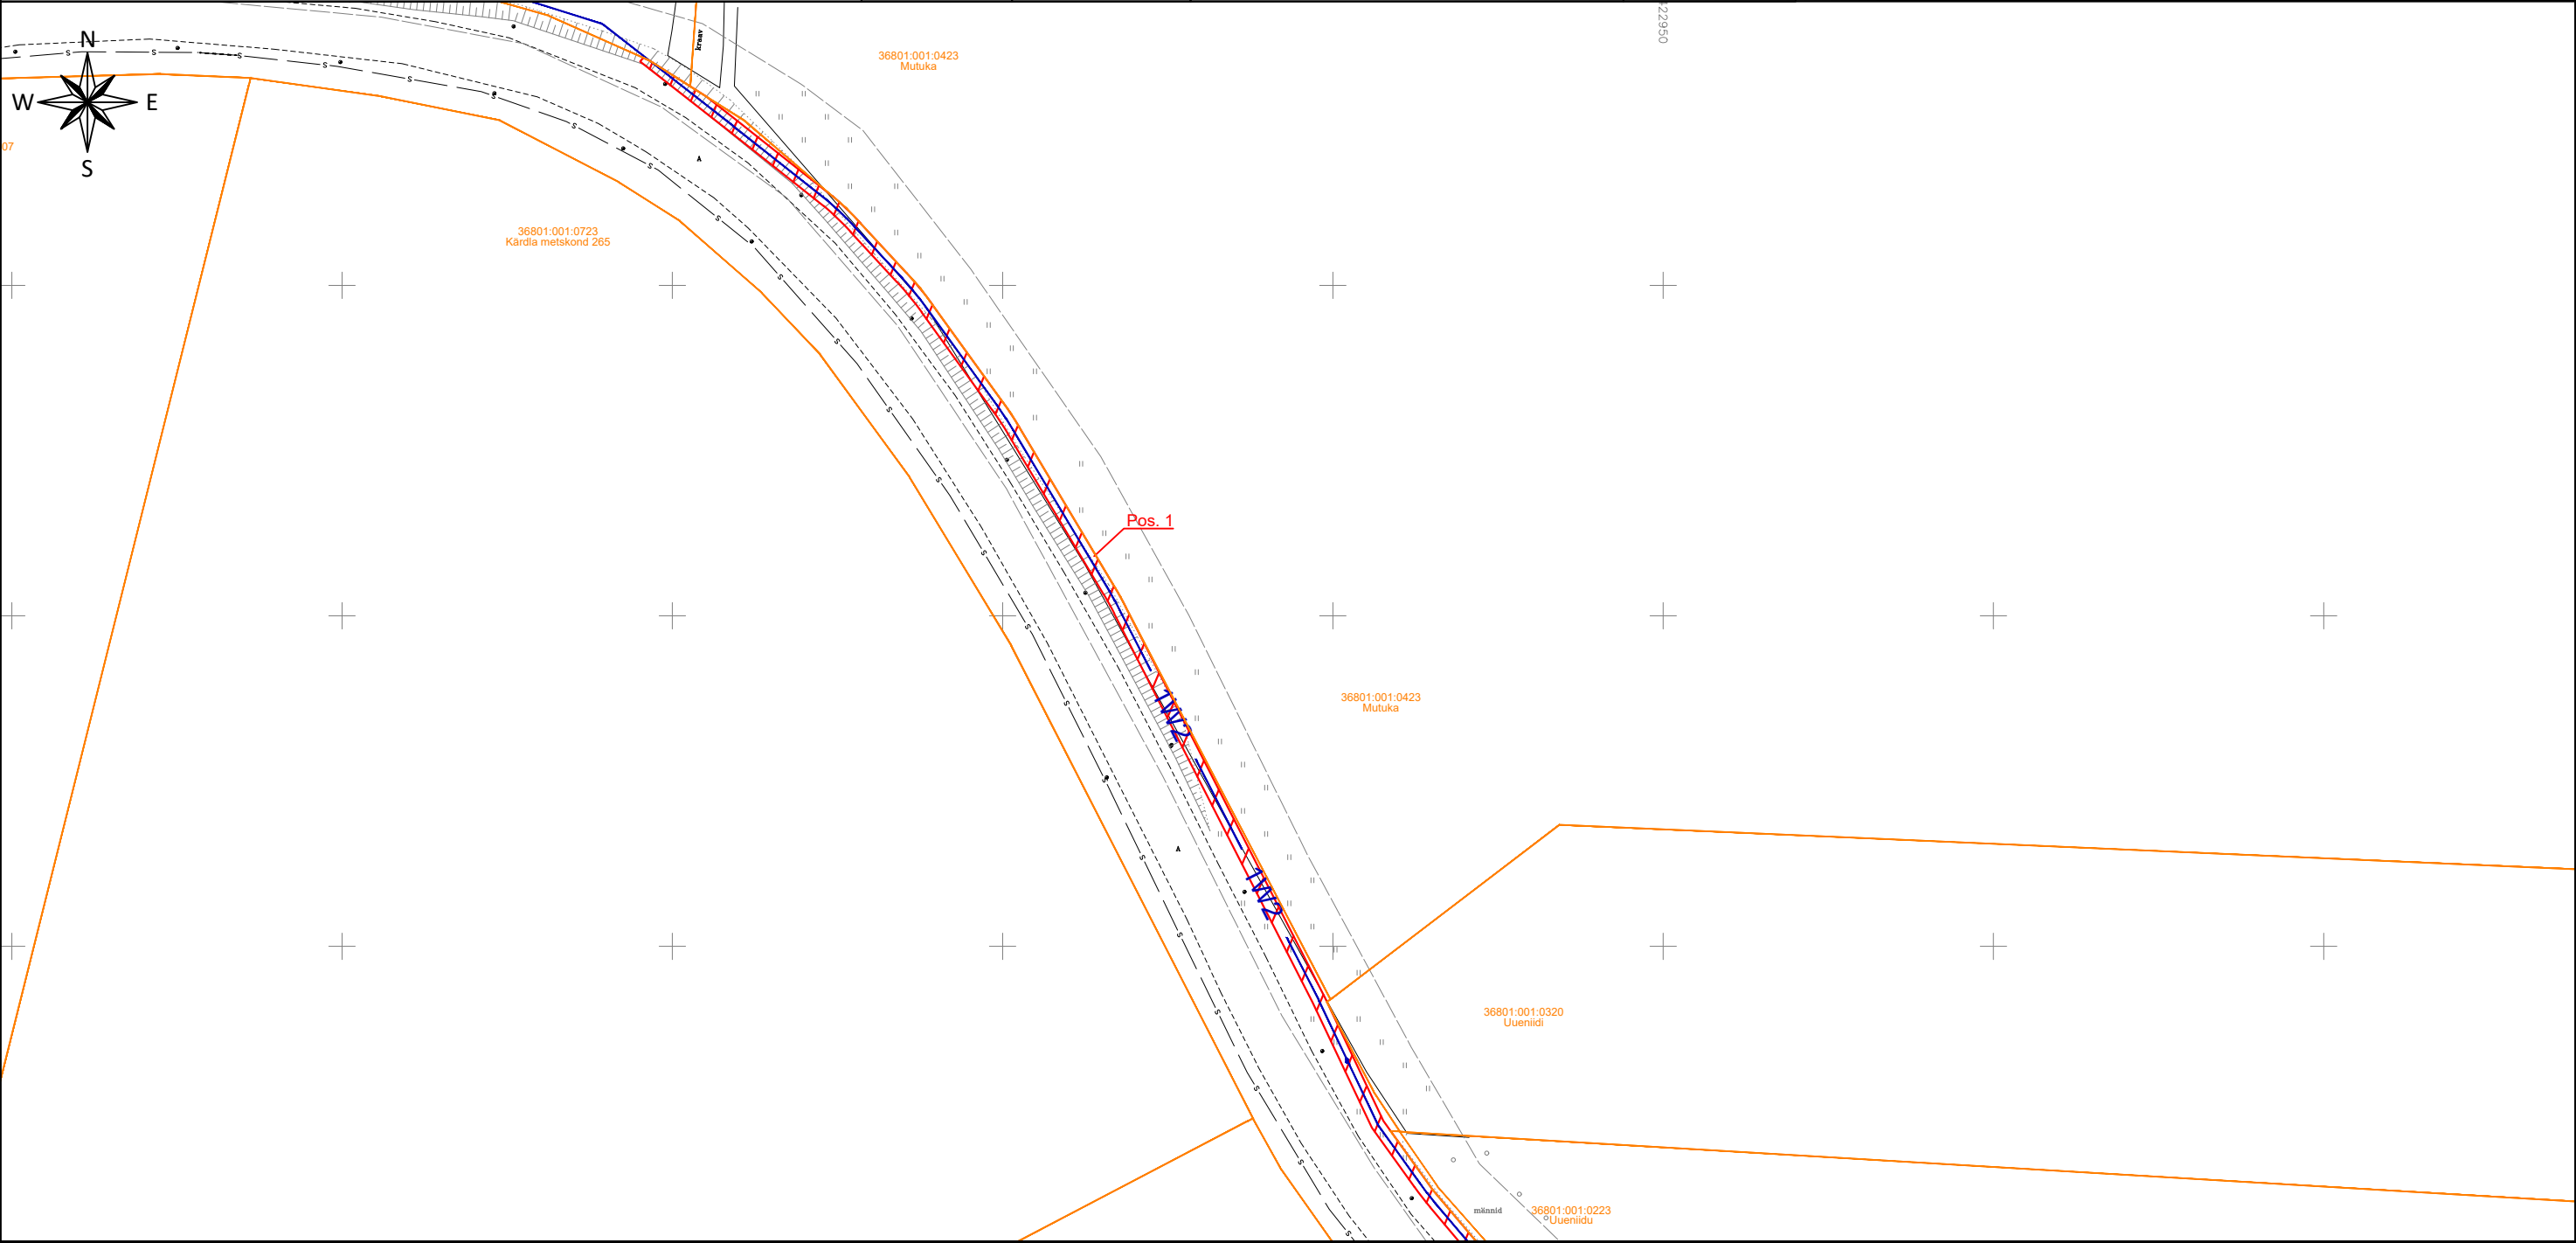 422950
N
kraav
36801:001:0423
Mutuka
W
E
07
S
36801:001:0723
Kärdla metskond 265
A
Pos. 1
36801:001:0423
Mutuka
1W2
A
1W2
36801:001:0320
Uueniidi
männid
36801:001:0223
Uueniidu